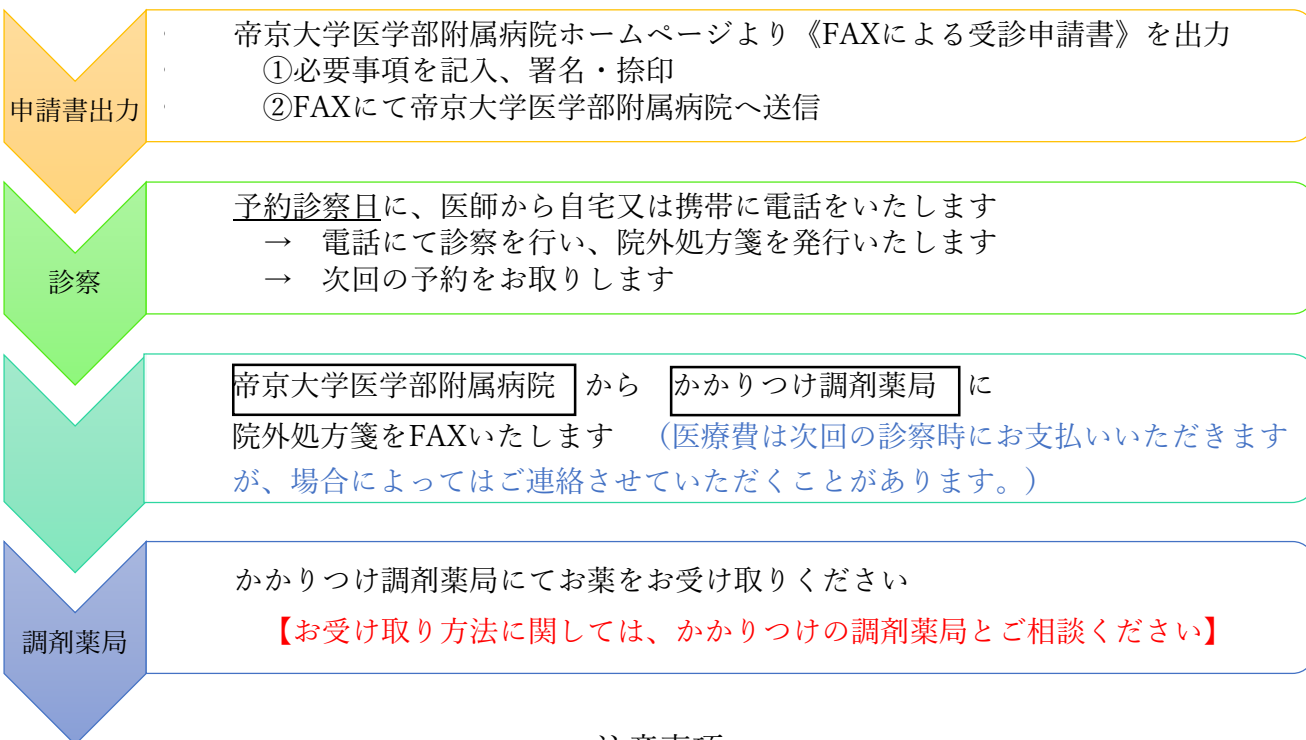 帝京大学医学部附属病院ホームページより《FAXによる受診申請書》を出力
①必要事項を記入、署名・捺印
②FAXにて帝京大学医学部附属病院へ送信
申請書出力
予約診察日に、医師から自宅又は携帯に電話をいたします
→ 電話にて診察を行い、院外処方箋を発行いたします
→ 次回の予約をお取りします
診察
帝京大学医学部附属病院 から かかりつけ調剤薬局 に
院外処方箋をFAXいたします (医療費は次回の診察時にお支払いいただきます
が、場合によってはご連絡させていただくことがあります。)
かかりつけ調剤薬局にてお薬をお受け取りください
【お受け取り方法に関しては、かかりつけの調剤薬局とご相談ください】
調剤薬局